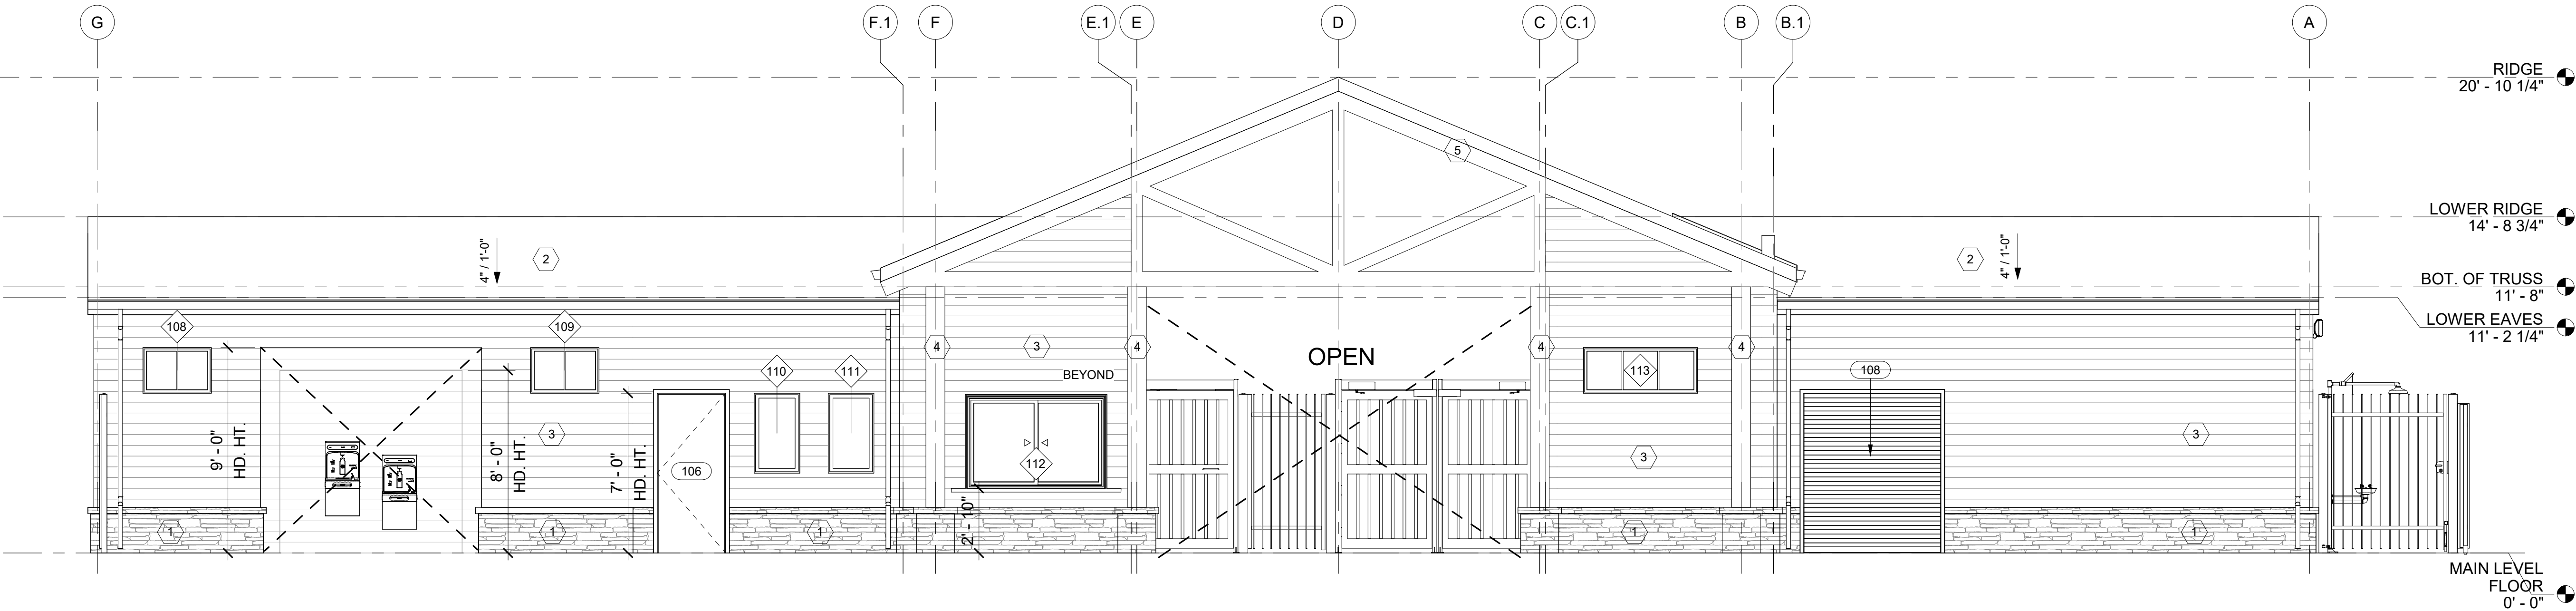 G
F.1
F
E.1
E
D
C
C.1
B
B.1
A
RIDGE
20' - 10 1/4"
5
LOWER RIDGE
14' - 8 3/4"
4" / 1'-0"
2
2
4" / 1'-0"
BOT. OF TRUSS
11' - 8"
LOWER EAVES
11' - 2 1/4"
108
109
4
3
4
OPEN
4
4
BEYOND
110
111
113
108
9' - 0"
HD. HT.
3
8' - 0"
HD. HT.
7' - 0"
HD. HT.
106
112
3
3
2' - 10"
1
1
1
1
1
MAIN LEVEL
FLOOR
0' - 0"